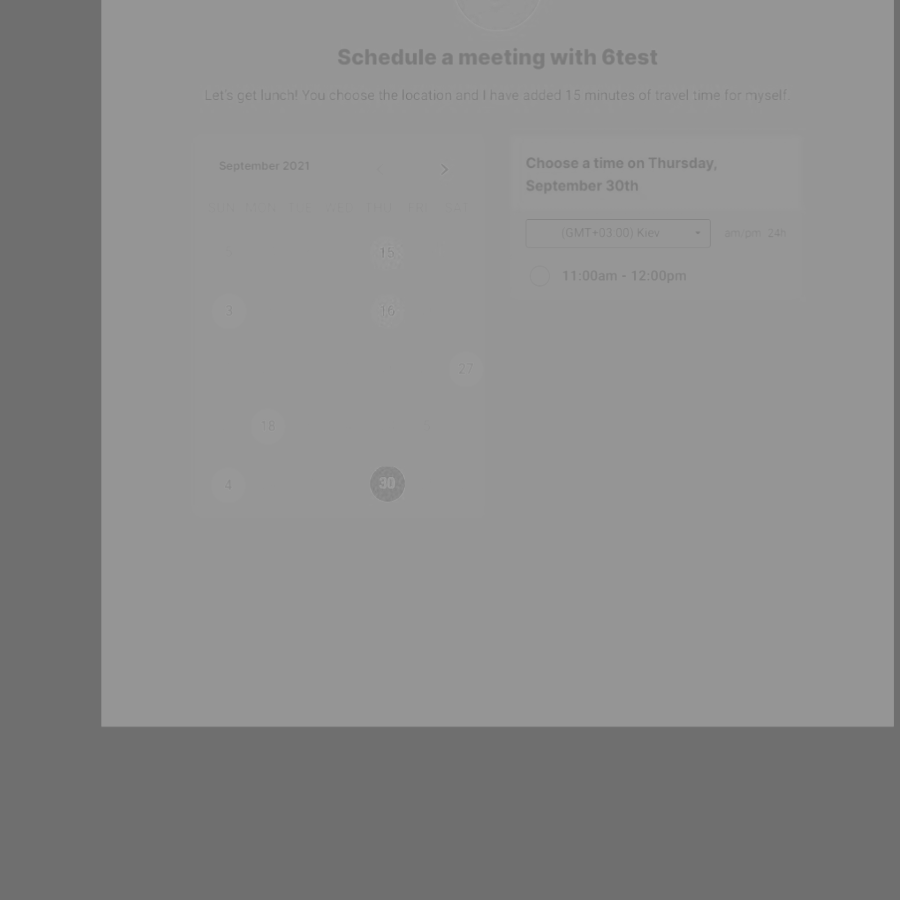 Schedule a meeting with 6test
Let's get lunch! You choose the location and I have added 15 minutes of travel time for myself.
September 2021
15
3
16
27
18
4
30
Choose a time on Thursday,
September 30th
(GMT+03:00) Kiev
am/pm 24h
11:00am - 12:00pm